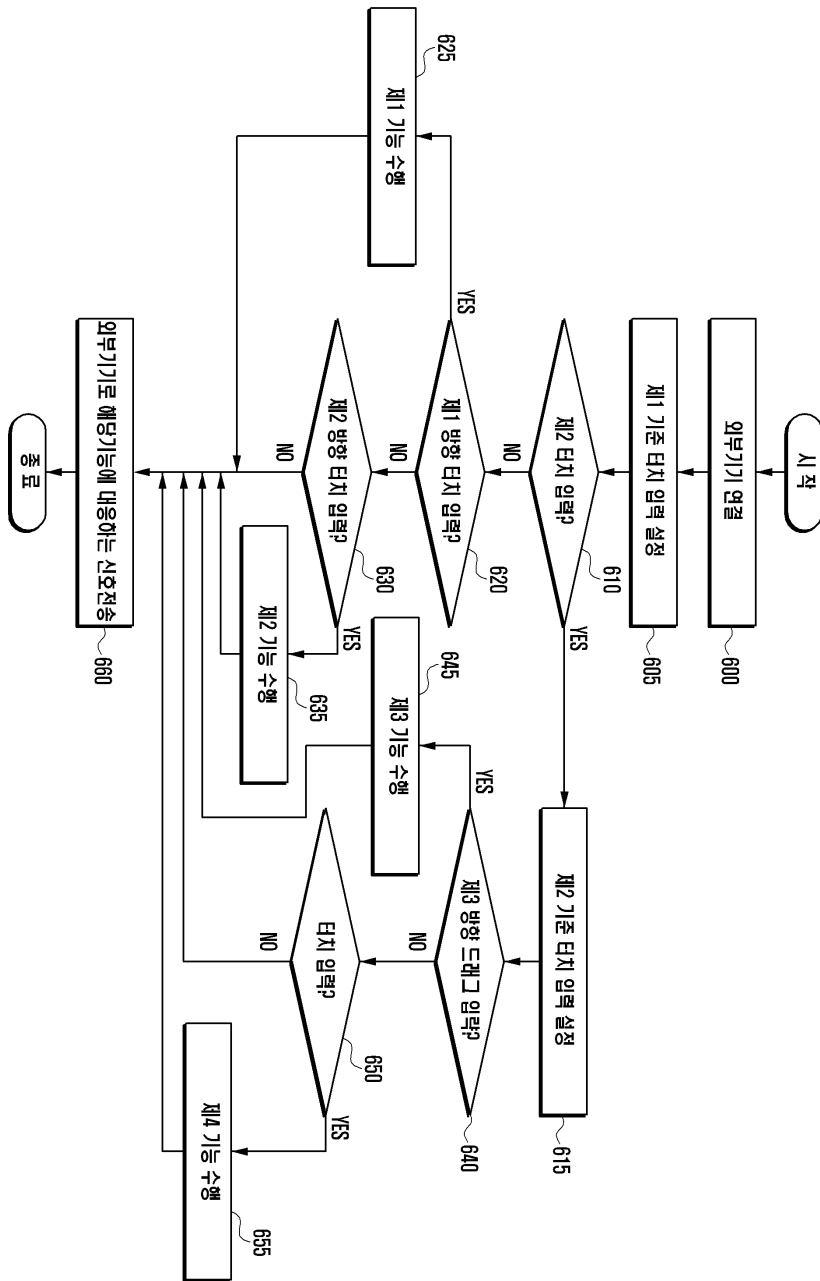 시 작
외부기기 연결
600
제1 기준 터치 입력 설정
605
제2 터치 입력?
610
YES
NO
제2 기준 터치 입력 설정
615
제1 방향 터치 입력?
620
YES
NO
제1 기능 수행
625
제2 방향 터치 입력?
630
YES
NO
제2 기능 수행
635
제3 방향 드래그 입력?
640
YES
NO
제3 기능 수행
645
터치 입력?
650
YES
NO
제4 기능 수행
655
외부기기로 해당기능에 대응하는 신호전송
660
종 료